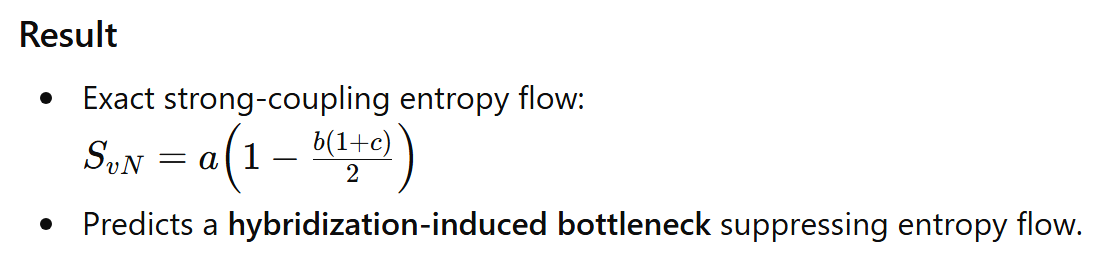 Result
• Exact strong-coupling entropy flow:
$S_{vN} = a\left(1 - \frac{b(1+c)}{2}\right)$
• Predicts a hybridization-induced bottleneck suppressing entropy flow.